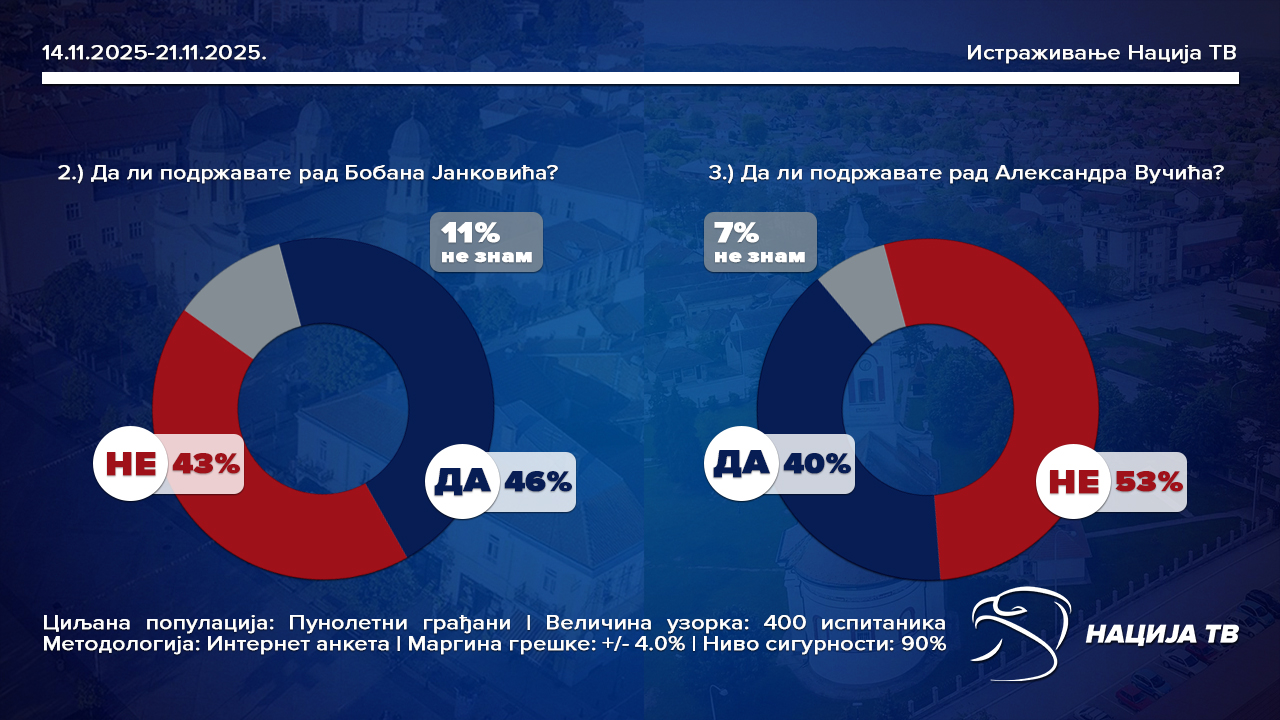 14.11.2025-21.11.2025.
Истраживање Нација ТВ
2.) Да ли подржавате рад Бобана Јанковића?
11%
не знам
НЕ 43%
ДА 46%
3.) Да ли подржавате рад Александра Вучића?
7%
не знам
ДА 40%
НЕ 53%
Циљана популација: Пунолетни грађани | Величина узорка: 400 испитаника
Методологија: Интернет анкета | Маргина грешке: +/- 4.0% | Ниво сигурности: 90%
НАЦИЈА ТВ